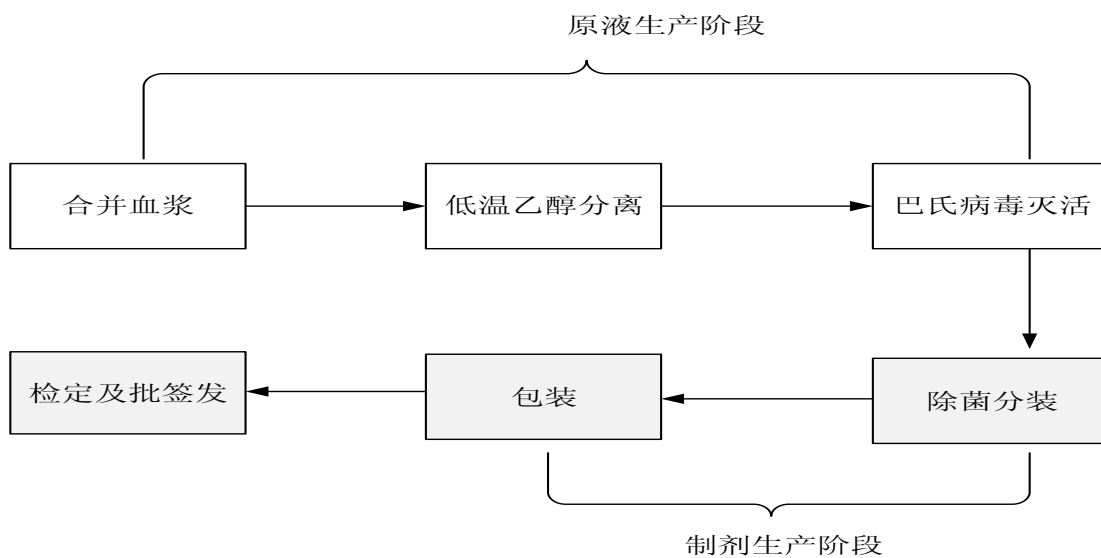 原液生产阶段
合并血浆
低温乙醇分离
巴氏病毒灭活
检定及批签发
包装
除菌分装
制剂生产阶段